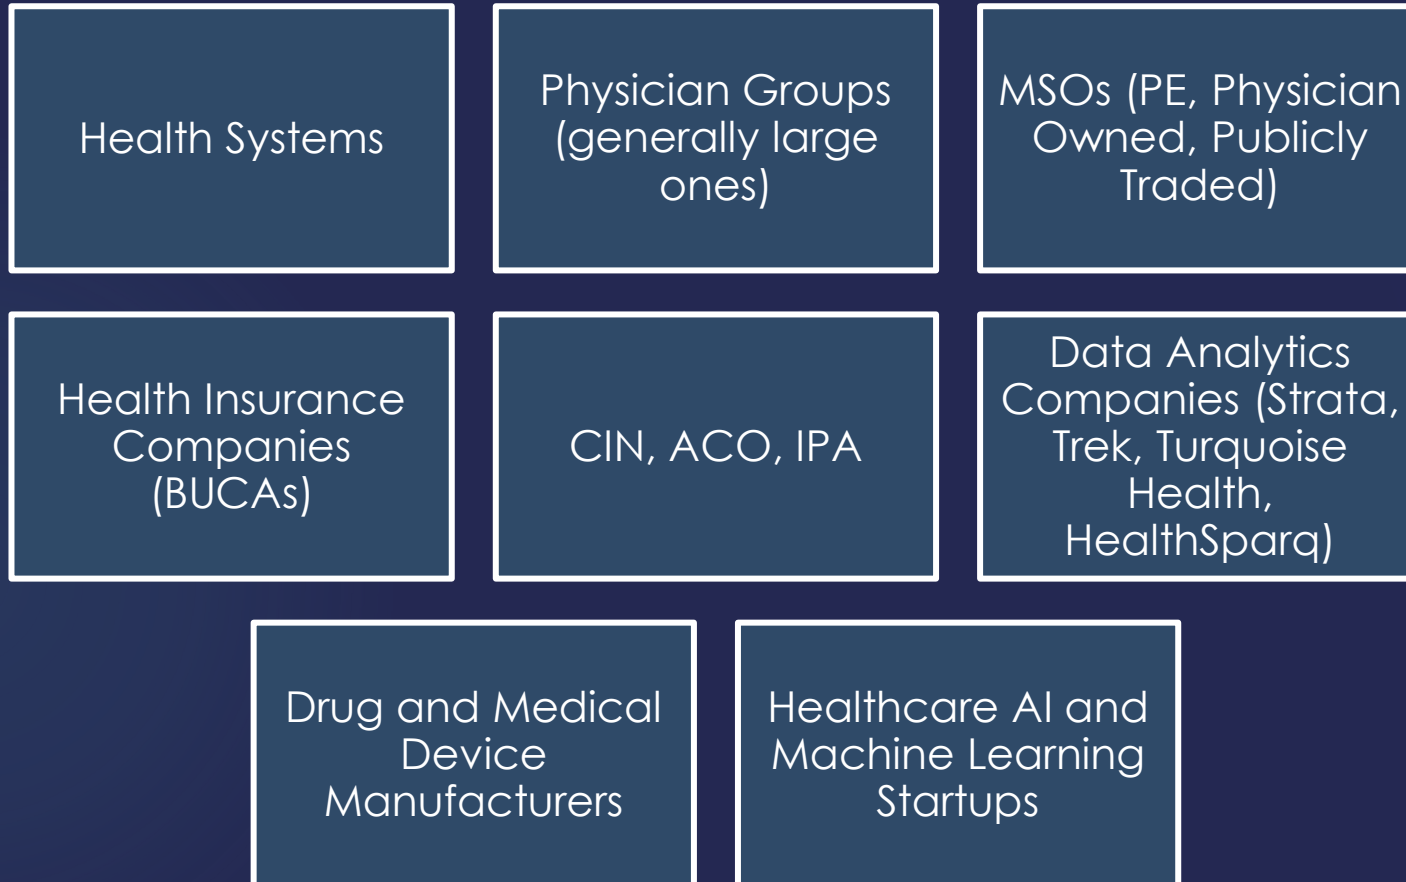 Health Systems
Physician Groups
(generally large
ones)
MSOs (PE, Physician
Owned, Publicly
Traded)
Health Insurance
Companies
(BUCAs)
CIN, ACO, IPA
Data Analytics
Companies (Strata,
Trek, Turquoise
Health,
HealthSparq)
Drug and Medical
Device
Manufacturers
Healthcare AI and
Machine Learning
Startups